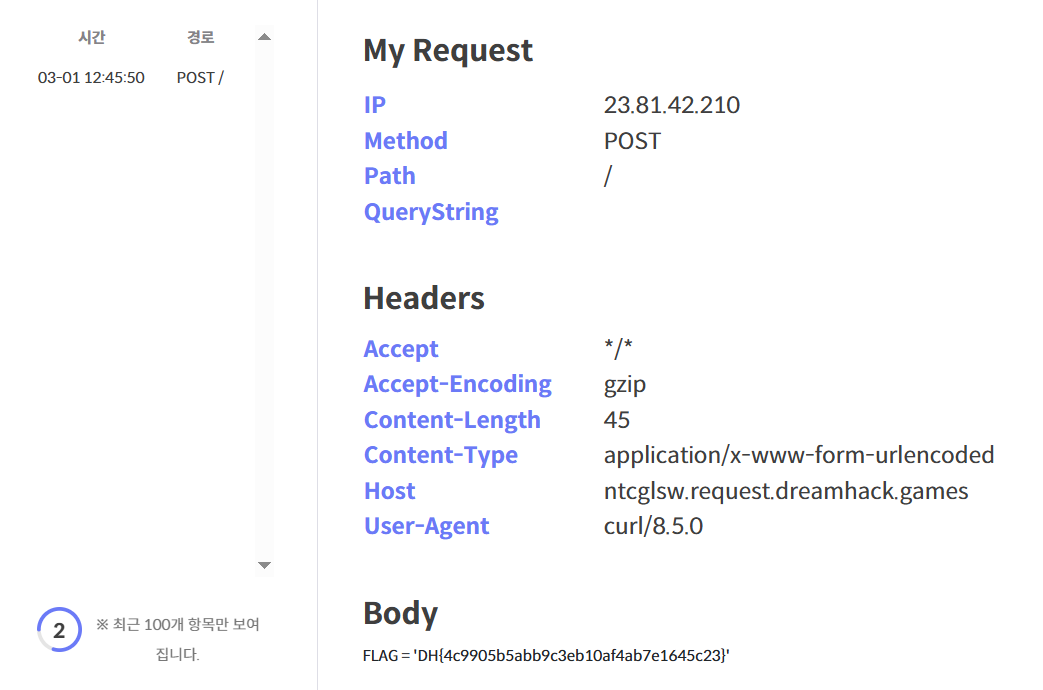 시간 경로
03-01 12:45:50 POST /
2
※ 최근 100개 항목만 보여
집니다.
My Request
IP 23.81.42.210
Method POST
Path /
QueryString
Headers
Accept */*
Accept-Encoding gzip
Content-Length 45
Content-Type application/x-www-form-urlencoded
Host ntcglsw.request.dreamhack.games
User-Agent curl/8.5.0
Body
FLAG = 'DH{4c9905b5abb9c3eb10af4ab7e1645c23}'